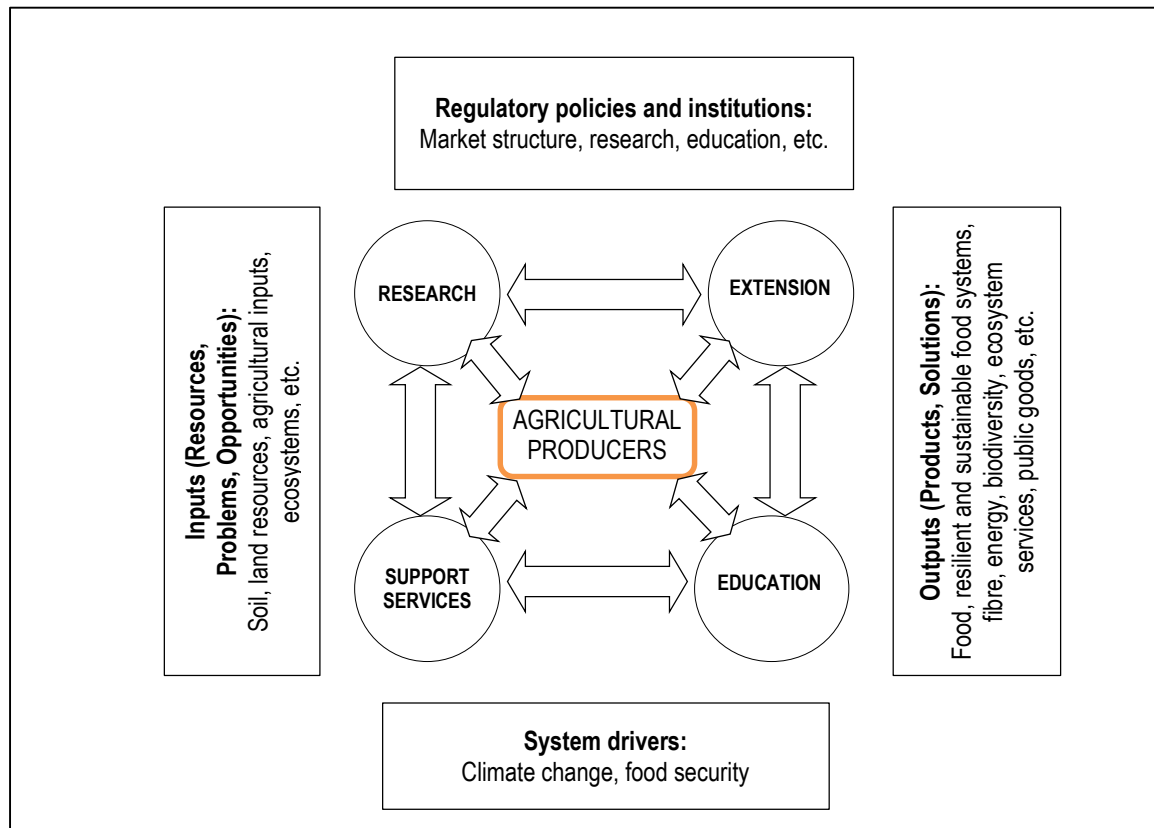 Regulatory policies and institutions:
Market structure, research, education, etc.
Inputs (Resources,
Problems, Opportunities):
Soil, land resources, agricultural inputs,
ecosystems, etc.
RESEARCH
EXTENSION
AGRICULTURAL
PRODUCERS
SUPPORT
SERVICES
EDUCATION
Outputs (Products, Solutions):
Food, resilient and sustainable food systems,
fibre, energy, biodiversity, ecosystem
services, public goods, etc.
System drivers:
Climate change, food security